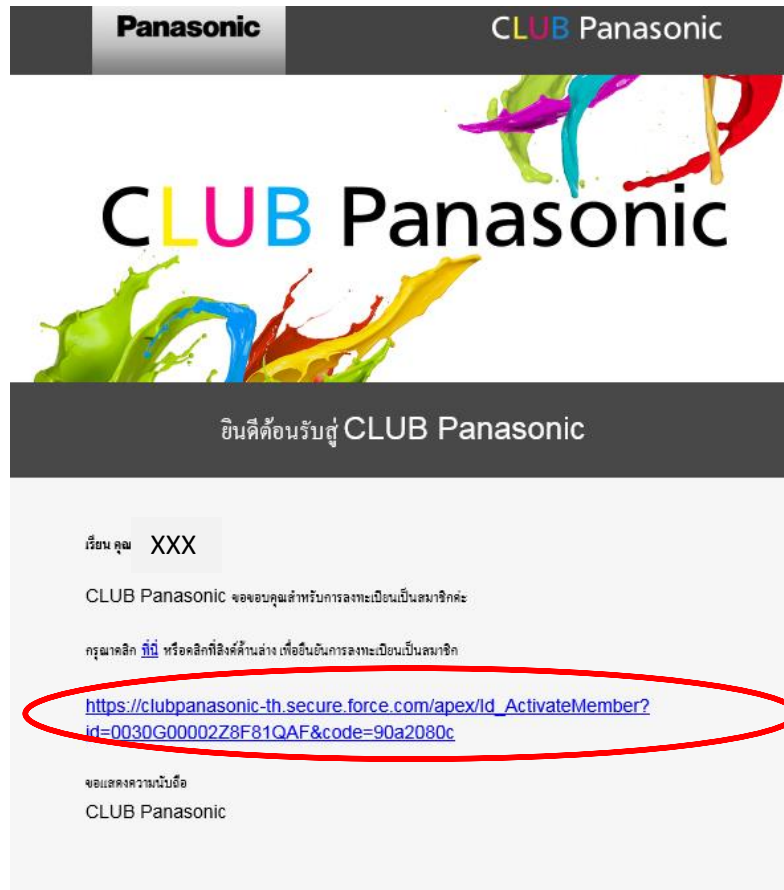 Panasonic
CLUB Panasonic
CLUB Panasonic
ยินดีต้อนรับสู่ CLUB Panasonic
เรียน คุณ XXX
CLUB Panasonic ขอขอบคุณสำหรับการลงทะเบียนเป็นสมาชิกค่ะ
กรุณาคลิก ที่นี่ หรือคลิกที่ลิงค์ด้านล่าง เพื่อยืนยันการลงทะเบียนเป็นสมาชิก
https://clubpanasonic-th.secure.force.com/apex/Id_ActivateMember?
id=0030G00002Z8F81QAF&code=90a2080c
ขอแสดงความนับถือ
CLUB Panasonic